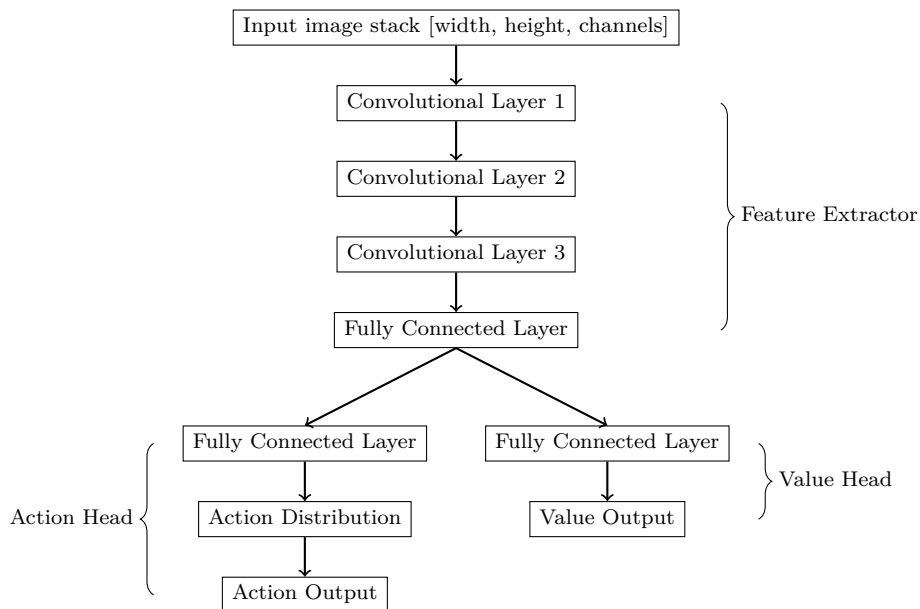 Input image stack [width, height, channels]
Convolutional Layer 1
Convolutional Layer 2
Feature Extractor
Convolutional Layer 3
Fully Connected Layer
Fully Connected Layer
Fully Connected Layer
Value Head
Action Head
Action Distribution
Value Output
Action Output